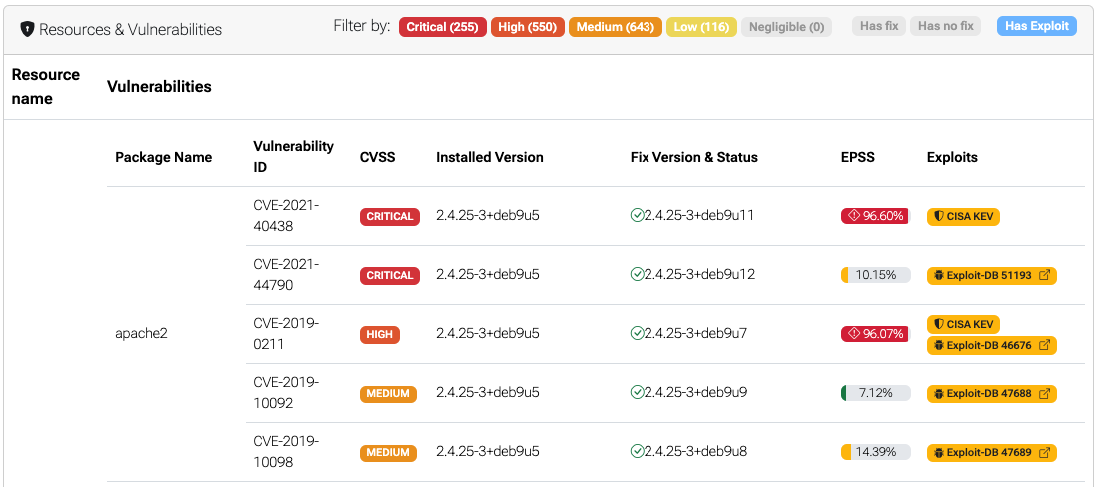 Resources & Vulnerabilities
Filter by: Critical (255) High (550) Medium (643) Low (116) Negligible (0) Has fix Has no fix Has Exploit
Resource
name
Vulnerabilities
Package Name
Vulnerability
ID
CVSS
Installed Version
Fix Version & Status
EPSS
Exploits
apache2
CVE-2021-
40438
CRITICAL
2.4.25-3+deb9u5
2.4.25-3+deb9u11
96.60%
CISA KEV
CVE-2021-
44790
CRITICAL
2.4.25-3+deb9u5
2.4.25-3+deb9u12
10.15%
Exploit-DB 51193
CVE-2019-
0211
HIGH
2.4.25-3+deb9u5
2.4.25-3+deb9u7
96.07%
CISA KEV
Exploit-DB 46676
CVE-2019-
10092
MEDIUM
2.4.25-3+deb9u5
2.4.25-3+deb9u9
7.12%
Exploit-DB 47688
CVE-2019-
10098
MEDIUM
2.4.25-3+deb9u5
2.4.25-3+deb9u8
14.39%
Exploit-DB 47689